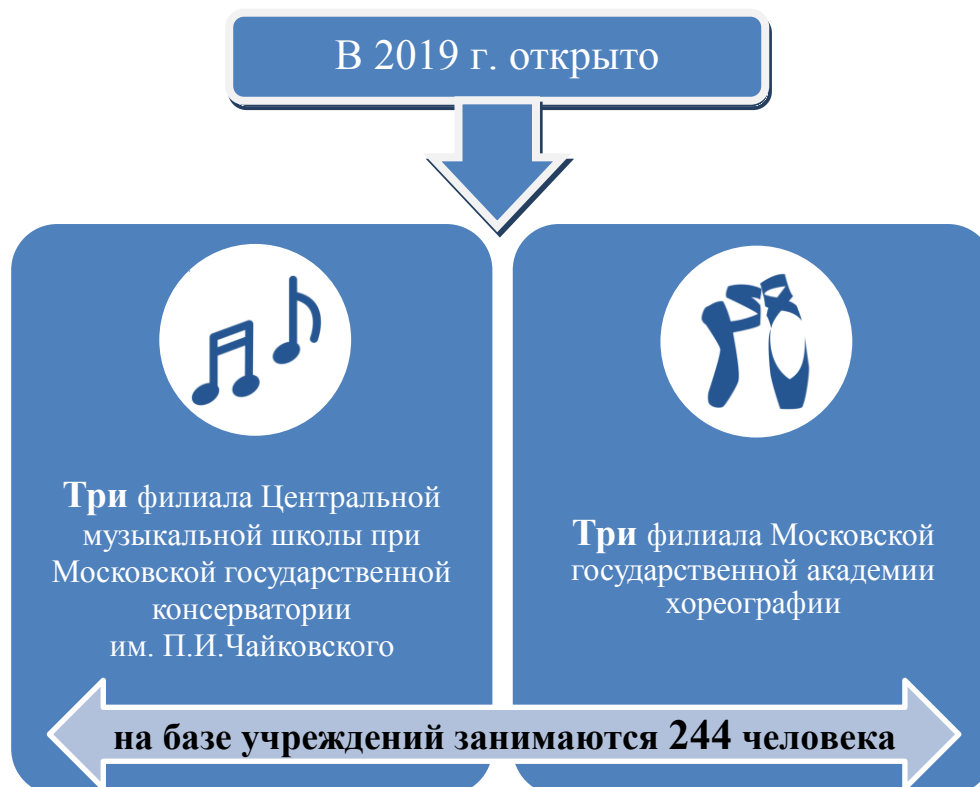 В 2019 г. открыто
Три филиала Центральной
музыкальной школы при
Московской государственной
консерватории
им. П.И.Чайковского
Три филиала Московской
государственной академии
хореографии
на базе учреждений занимаются 244 человека